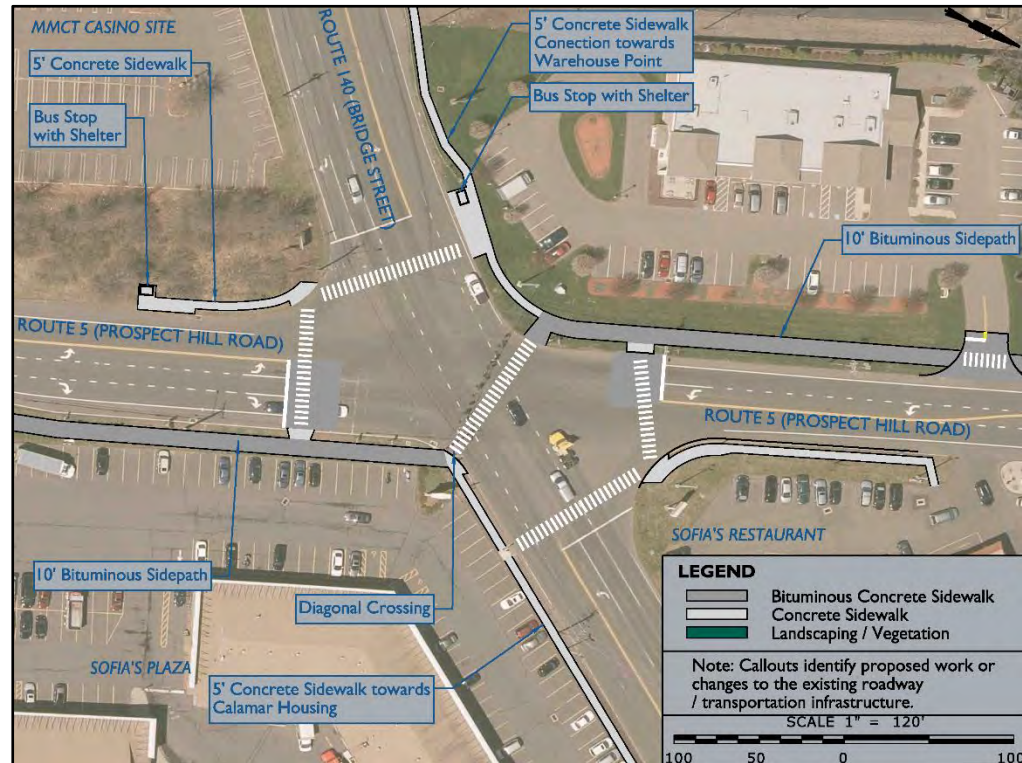 MMCT CASINO SITE
5' Concrete Sidewalk
Bus Stop
with Shelter
ROUTE 140 (BRIDGE STREET)
5' Concrete Sidewalk
Conection towards
Warehouse Point
Bus Stop with Shelter
10' Bituminous Sidepath
ROUTE 5 (PROSPECT HILL ROAD)
ROUTE 5 (PROSPECT HILL ROAD)
10' Bituminous Sidepath
Diagonal Crossing
SOFIA'S PLAZA
5' Concrete Sidewalk towards
Calamar Housing
SOFIA'S RESTAURANT
LEGEND
Bituminous Concrete Sidewalk
Concrete Sidewalk
Landscaping / Vegetation
Note: Callouts identify proposed work or
changes to the existing roadway
/ transportation infrastructure.
SCALE 1" = 120'
100 50 0 100